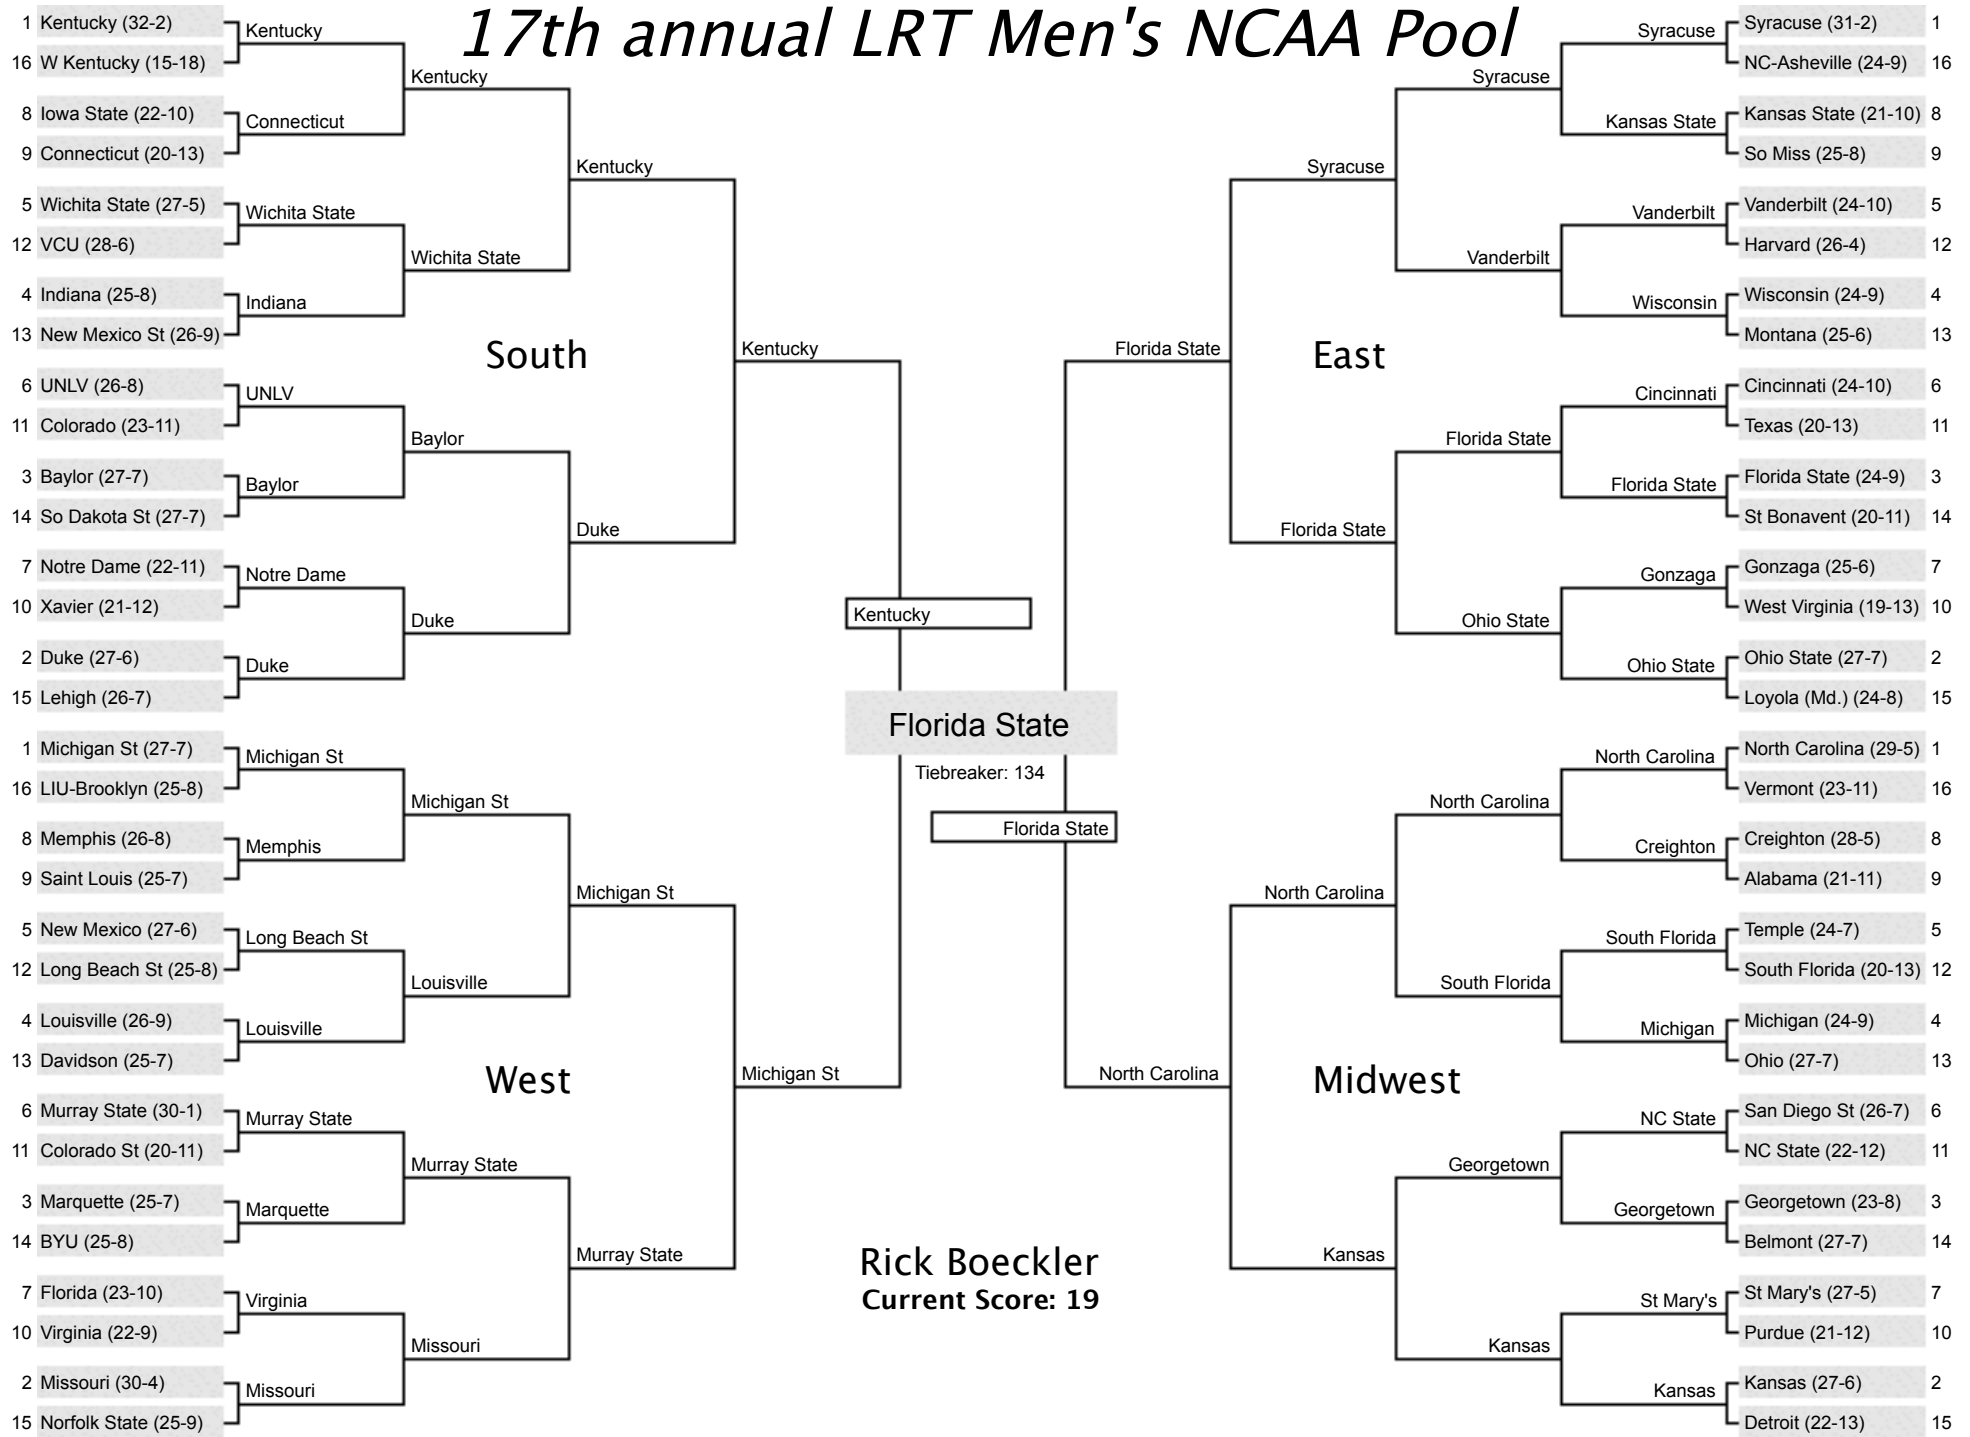 17th annual LRT Men's NCAA Pool
1 Kentucky (32-2)
16 W Kentucky (15-18)
8 Iowa State (22-10)
9 Connecticut (20-13)
5 Wichita State (27-5)
12 VCU (28-6)
4 Indiana (25-8)
13 New Mexico St (26-9)
6 UNLV (26-8)
11 Colorado (23-11)
3 Baylor (27-7)
14 So Dakota St (27-7)
7 Notre Dame (22-11)
10 Xavier (21-12)
2 Duke (27-6)
15 Lehigh (26-7)
Kentucky
Connecticut
Wichita State
Indiana
UNLV
Baylor
Notre Dame
Duke
Kentucky
Wichita State
Baylor
Duke
Kentucky
Duke
South
Kentucky
1 Michigan St (27-7)
16 LIU-Brooklyn (25-8)
8 Memphis (26-8)
9 Saint Louis (25-7)
5 New Mexico (27-6)
12 Long Beach St (25-8)
4 Louisville (26-9)
13 Davidson (25-7)
6 Murray State (30-1)
11 Colorado St (20-11)
3 Marquette (25-7)
14 BYU (25-8)
7 Florida (23-10)
10 Virginia (22-9)
2 Missouri (30-4)
15 Norfolk State (25-9)
Michigan St
Memphis
Long Beach St
Louisville
Murray State
Marquette
Virginia
Missouri
Michigan St
Louisville
Murray State
Missouri
Michigan St
Murray State
West
Michigan St
Kentucky
Florida State
Tiebreaker: 134
Florida State
Rick Boeckler
Current Score: 19
Syracuse (31-2) 1
NC-Asheville (24-9) 16
Kansas State (21-10) 8
So Miss (25-8) 9
Vanderbilt (24-10) 5
Harvard (26-4) 12
Wisconsin (24-9) 4
Montana (25-6) 13
Cincinnati (24-10) 6
Texas (20-13) 11
Florida State (24-9) 3
St Bonavent (20-11) 14
Gonzaga (25-6) 7
West Virginia (19-13) 10
Ohio State (27-7) 2
Loyola (Md.) (24-8) 15
Syracuse
Kansas State
Vanderbilt
Wisconsin
Cincinnati
Florida State
Gonzaga
Ohio State
Syracuse
Vanderbilt
Florida State
Ohio State
Syracuse
Florida State
East
Florida State
North Carolina (29-5) 1
Vermont (23-11) 16
Creighton (28-5) 8
Alabama (21-11) 9
Temple (24-7) 5
South Florida (20-13) 12
Michigan (24-9) 4
Ohio (27-7) 13
San Diego St (26-7) 6
NC State (22-12) 11
Georgetown (23-8) 3
Belmont (27-7) 14
St Mary's (27-5) 7
Purdue (21-12) 10
Kansas (27-6) 2
Detroit (22-13) 15
North Carolina
Creighton
South Florida
Michigan
NC State
Georgetown
St Mary's
Kansas
North Carolina
South Florida
Georgetown
Kansas
North Carolina
Kansas
Midwest
North Carolina